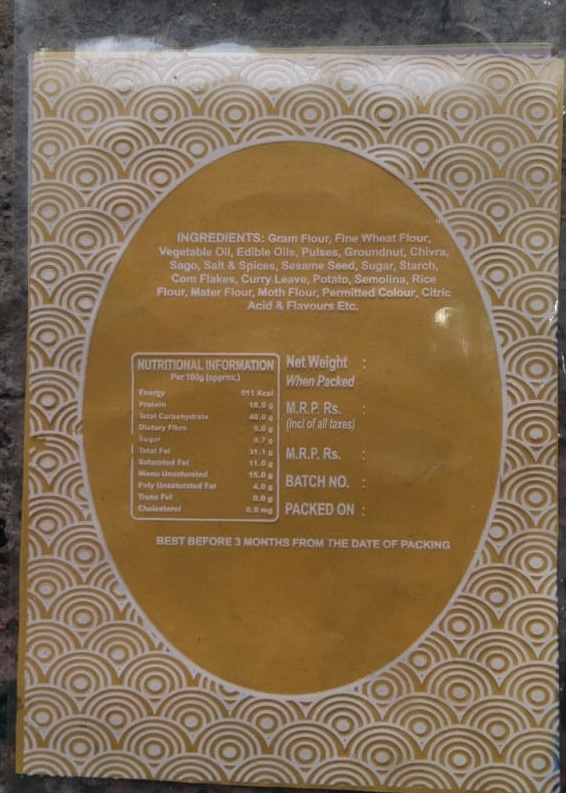 INGREDIENTS: Gram Flour, Fine Wheat Flour,
Vegetable Oil, Edible Oils, Pulses, Groundnut, Chivra,
Sago, Salt & Spices, Sesame Seed, Sugar, Starch,
Corn Flakes, Curry Leave, Potato, Semolina, Rice
Flour, Mater Flour, Moth Flour, Permitted Colour, Citric
Acid & Flavours Etc.
NUTRITIONAL INFORMATION
Per 100g (approx.)
Energy 511 Kcal
Protein 18.0 g
Total Carbohydrate 40.0 g
Dietary Fibre 5.0 g
Sugar 0.7 g
Total Fat 31.1 g
Saturated Fat 11.0 g
Mono Unsaturated 15.0 g
Poly Unsaturated Fat 4.0 g
Trans Fat 0.0 g
Cholesterol 0.0 mg
Net Weight :
When Packed
M.R.P. Rs. :
(Incl of all taxes)
M.R.P. Rs. :
BATCH NO. :
PACKED ON :
BEST BEFORE 3 MONTHS FROM THE DATE OF PACKING